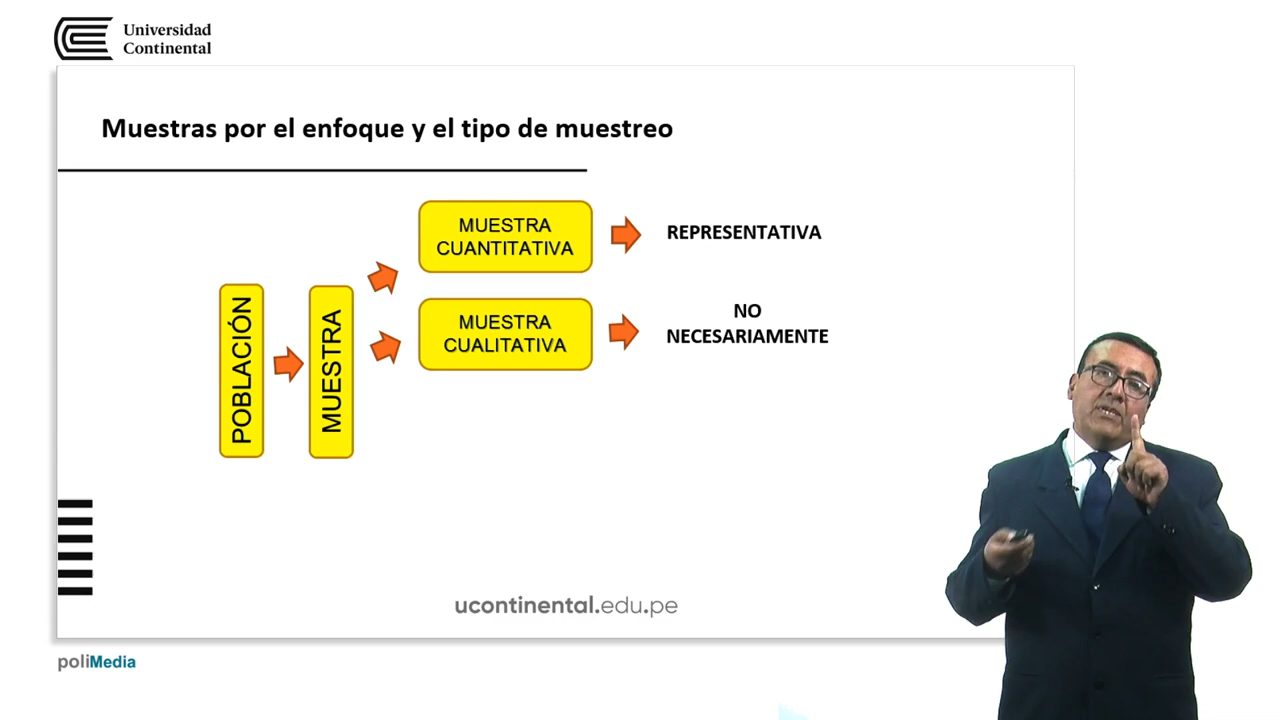 Universidad
Continental
Muestras por el enfoque y el tipo de muestreo
POBLACIÓN
MUESTRA
MUESTRA
CUANTITATIVA
REPRESENTATIVA
MUESTRA
CUALITATIVA
NO
NECESARIAMENTE
ucontinental.edu.pe
poliMedia